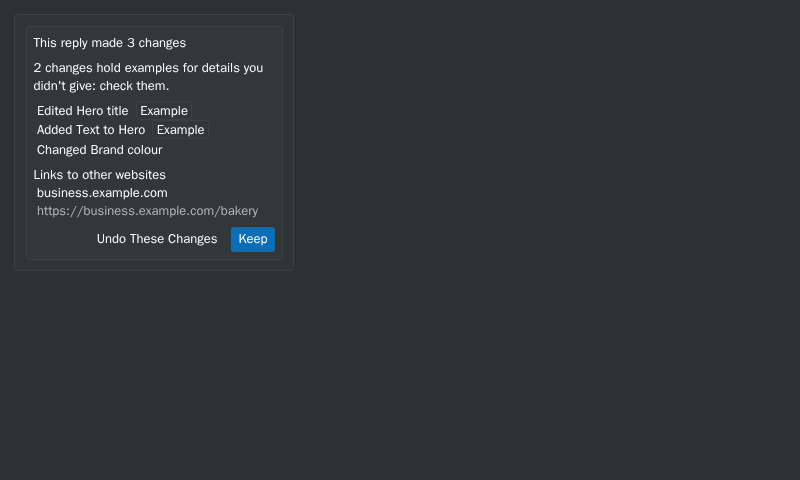 This reply made 3 changes
2 changes hold examples for details you
didn't give: check them.
Edited Hero title Example
Added Text to Hero Example
Changed Brand colour
Links to other websites
business.example.com
https://business.example.com/bakery
Undo These Changes Keep